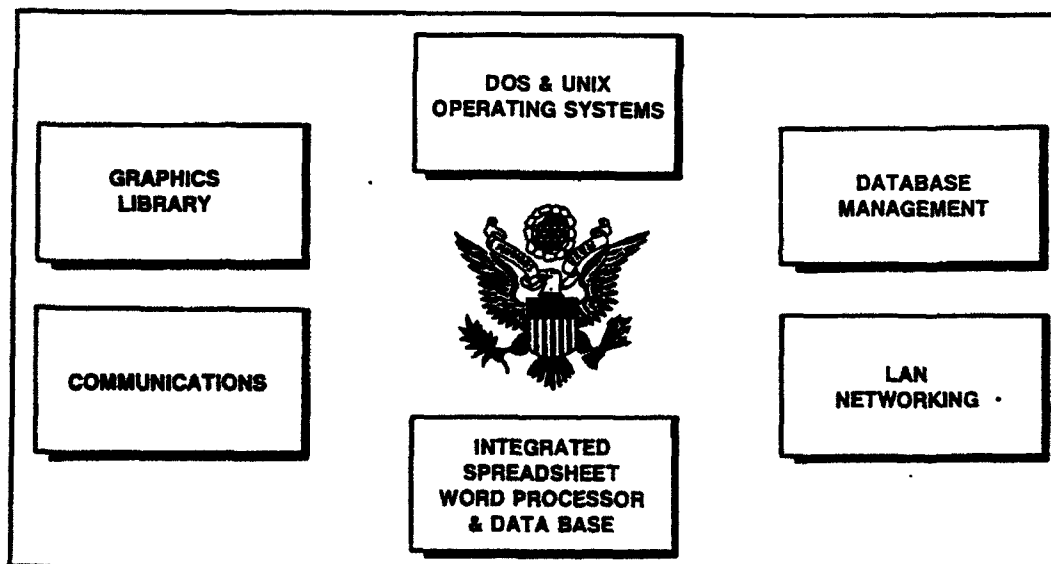 DOS & UNIX
OPERATING SYSTEMS
GRAPHICS
LIBRARY
DATABASE
MANAGEMENT
COMMUNICATIONS
LAN
NETWORKING
INTEGRATED
SPREADSHEET
WORD PROCESSOR
& DATA BASE